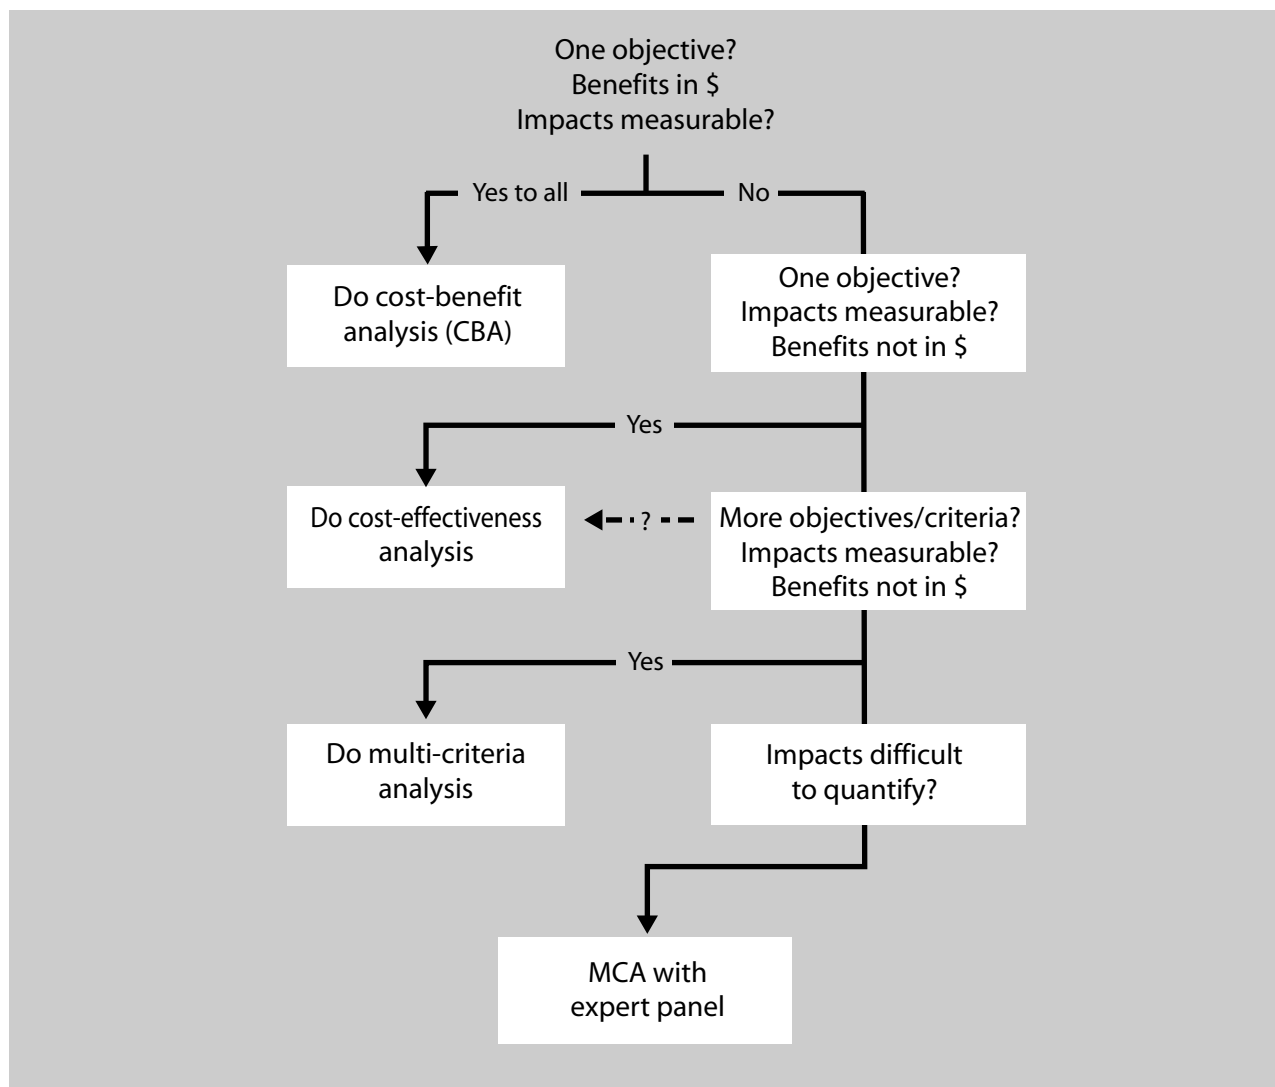 One objective?
Benefits in $
Impacts measurable?
Yes to all
No
Do cost-benefit
analysis (CBA)
One objective?
Impacts measurable?
Benefits not in $
Yes
Do cost-effectiveness
analysis
?
More objectives/criteria?
Impacts measurable?
Benefits not in $
Yes
Do multi-criteria
analysis
Impacts difficult
to quantify?
MCA with
expert panel